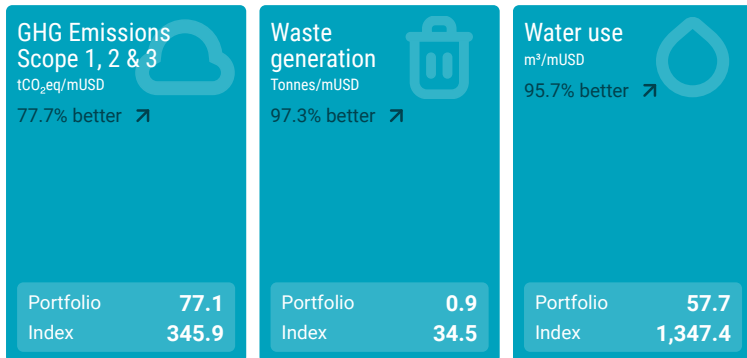 GHG Emissions
Scope 1, 2 & 3
tCO₂eq/mUSD
77.7% better
Portfolio 77.1
Index 345.9
Waste
generation
Tonnes/mUSD
97.3% better
Portfolio 0.9
Index 34.5
Water use
m³/mUSD
95.7% better
Portfolio 57.7
Index 1,347.4